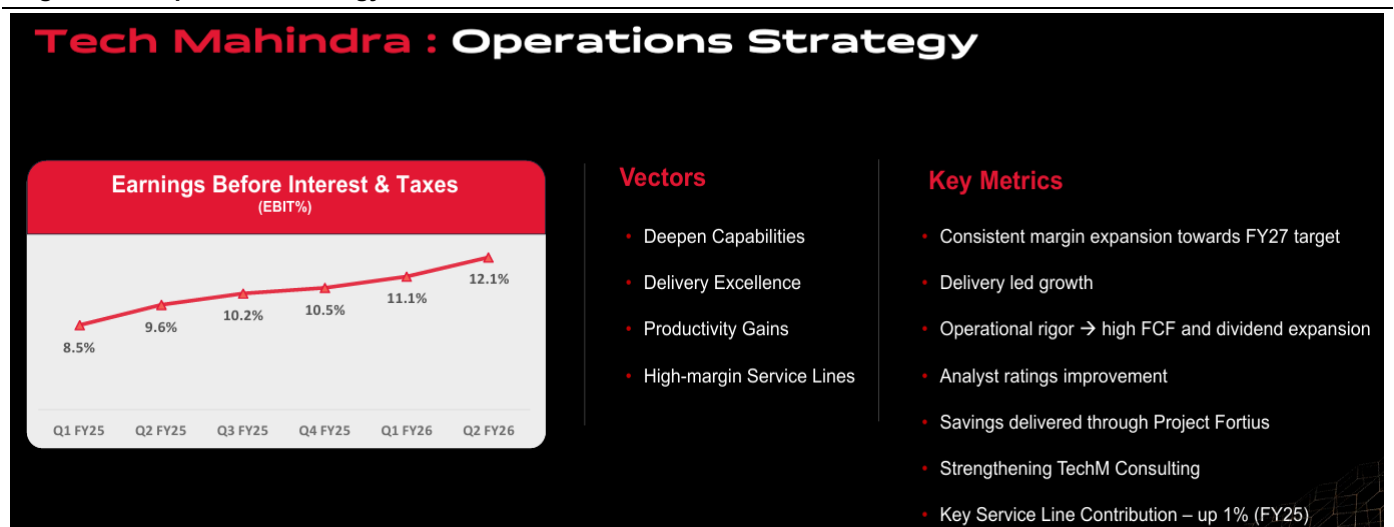 Tech Mahindra : Operations Strategy
Earnings Before Interest & Taxes
(EBIT%)
8.5%
9.6%
10.2%
10.5%
11.1%
12.1%
Q1 FY25
Q2 FY25
Q3 FY25
Q4 FY25
Q1 FY26
Q2 FY26
Vectors
• Deepen Capabilities
• Delivery Excellence
• Productivity Gains
• High-margin Service Lines
Key Metrics
• Consistent margin expansion towards FY27 target
• Delivery led growth
• Operational rigor → high FCF and dividend expansion
• Analyst ratings improvement
• Savings delivered through Project Fortius
• Strengthening TechM Consulting
• Key Service Line Contribution – up 1% (FY25)